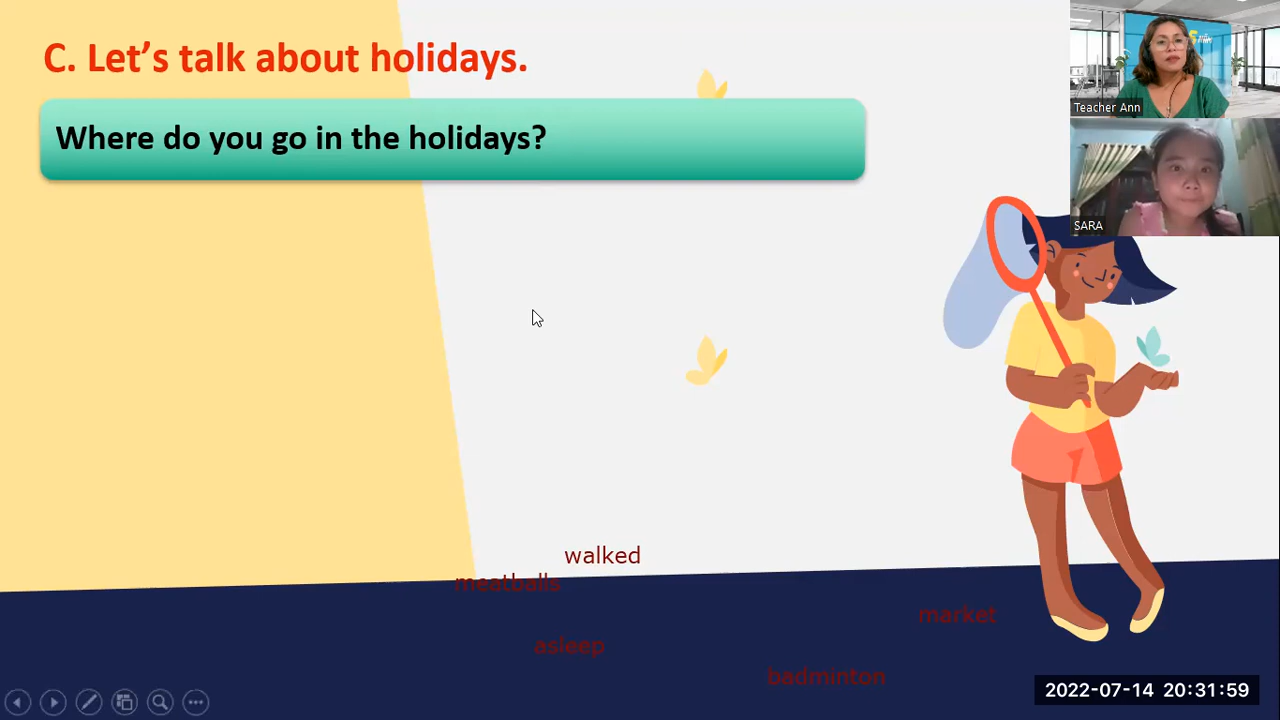 C. Let's talk about holidays.
Where do you go in the holidays?
Teacher Ann
SARA
walked
meatballs
market
asleep
badminton
2022-07-14 20:31:59